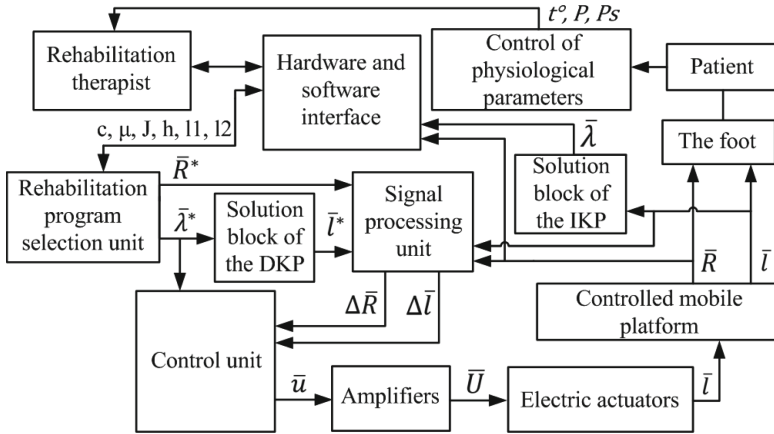 t°, P, Ps
Rehabilitation
therapist
Hardware and
software
interface
Control of
physiological
parameters
Patient
The foot
c, μ, J, h, l1, l2
R̄*
λ̄
Rehabilitation
program
selection unit
λ̄*
Solution
block of
the DKP
l̄*
Signal
processing
unit
Solution
block of
the IKP
R̄
l̄
ΔR̄
Δl̄
Controlled mobile
platform
Control unit
ū
Amplifiers
Ū
Electric actuators
l̄